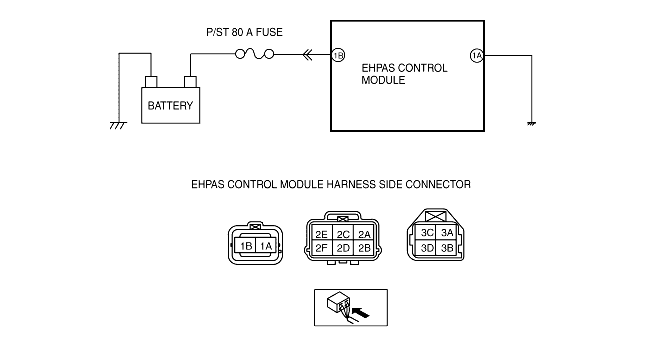 P/ST 80 A FUSE
1B
1A
EHPAS CONTROL
MODULE
BATTERY
EHPAS CONTROL MODULE HARNESS SIDE CONNECTOR
1B 1A
2E 2C 2A
2F 2D 2B
3C 3A
3D 3B